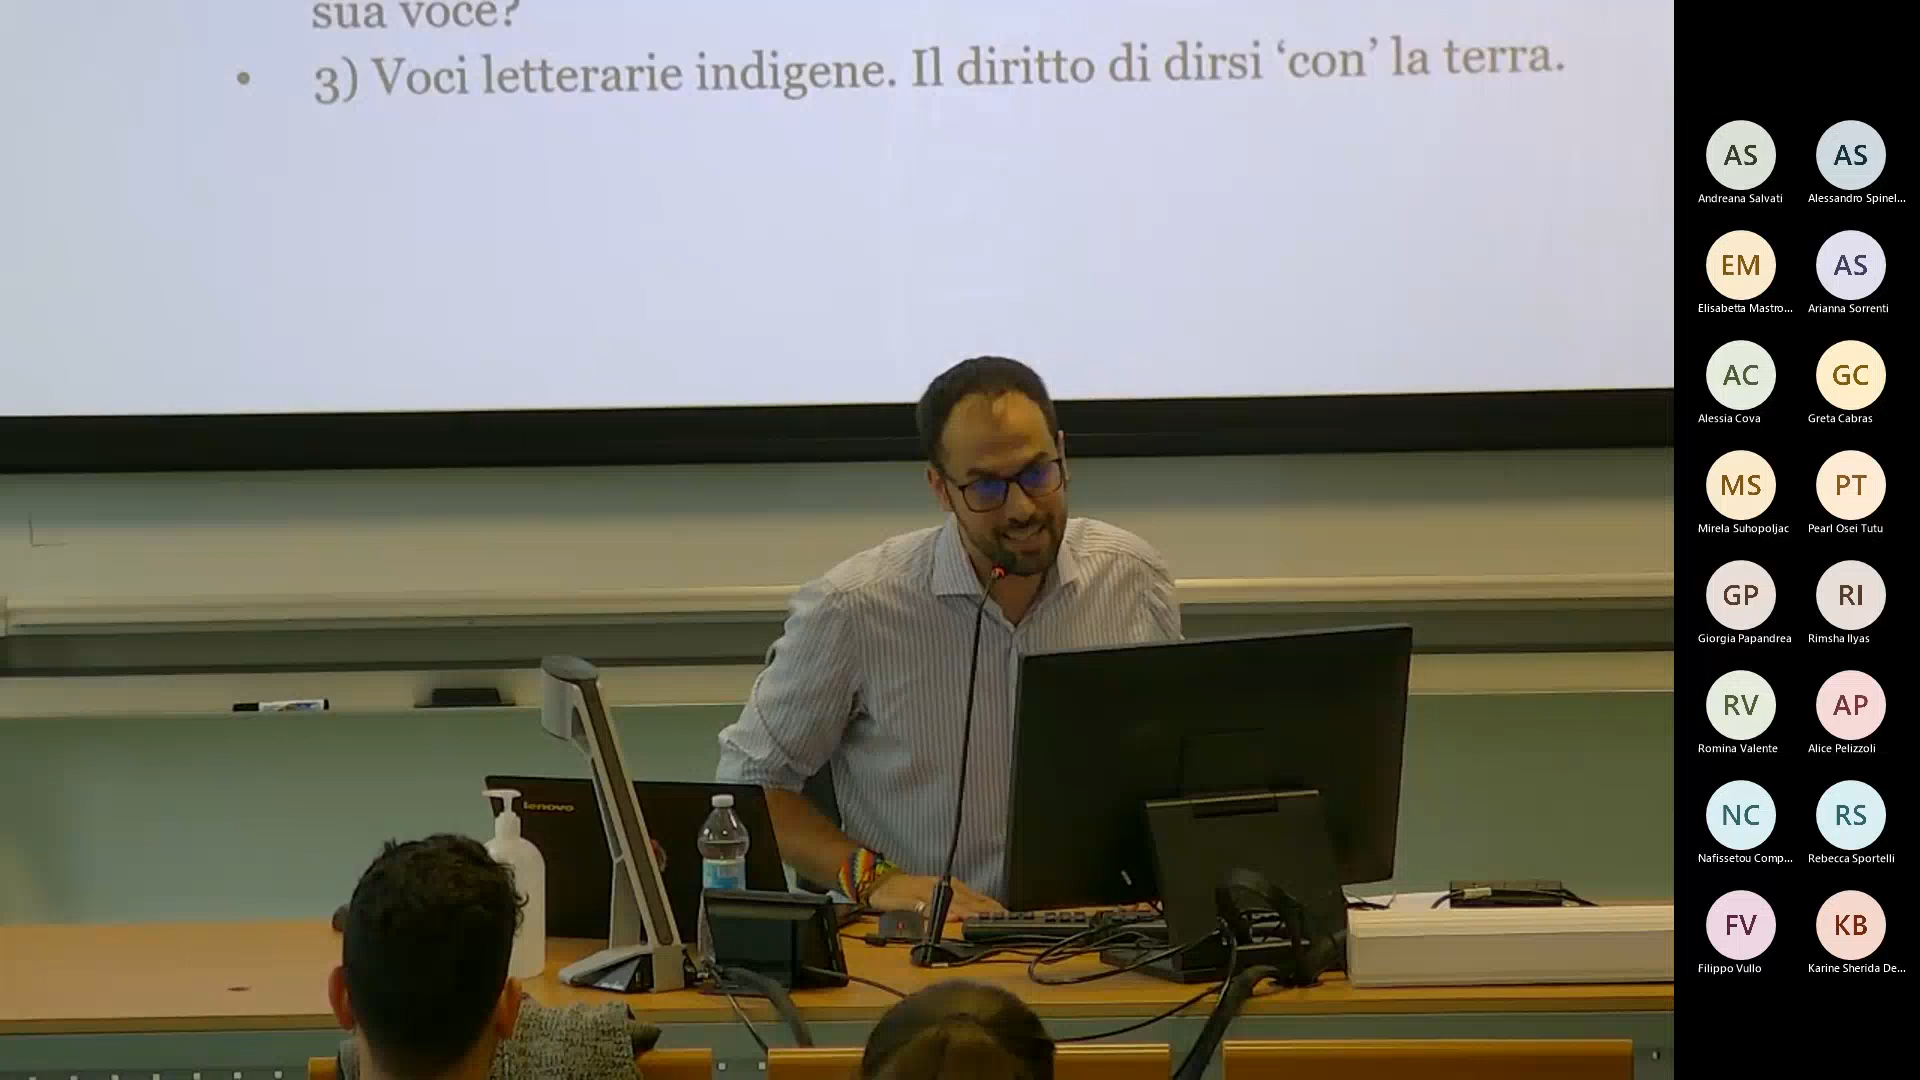 sua voce?
• 3) Voci letterarie indigene. Il diritto di dirsi ‘con’ la terra.
lenovo
AS
AS
Andreana Salvati
Alessandro Spinel...
EM
AS
Elisabetta Mastro...
Arianna Sorrenti
AC
GC
Alessia Cova
Greta Cabras
MS
PT
Mirela Suhopoljac
Pearl Osei Tutu
GP
RI
Giorgia Papandrea
Rimsha Ilyas
RV
AP
Romina Valente
Alice Pelizzoli
NC
RS
Nafissetou Comp...
Rebecca Sportelli
FV
KB
Filippo Vullo
Karine Sherida De...